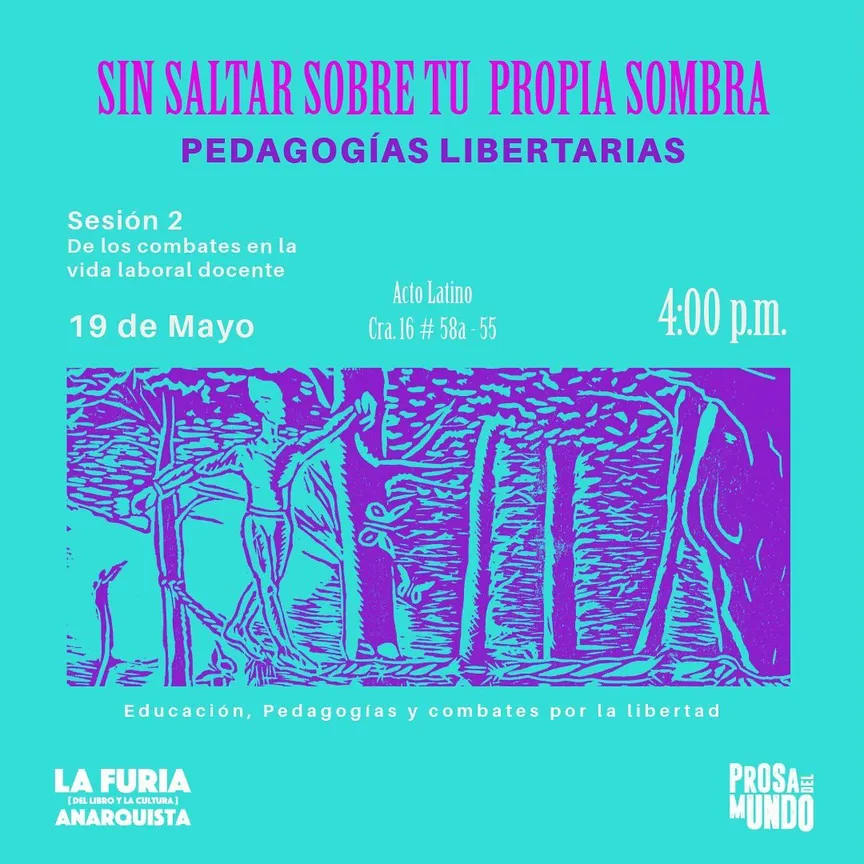 SIN SALTAR SOBRE TU PROPIA SOMBRA
PEDAGOGÍAS LIBERTARIAS
Sesión 2
De los combates en la
vida laboral docente
19 de Mayo
Acto Latino
Cra. 16 # 58a - 55
4:00 p.m.
Educación, Pedagogías y combates por la libertad
LA FURIA
[ DEL LIBRO Y LA CULTURA ]
ANARQUISTA
PROSA DEL
MUNDO